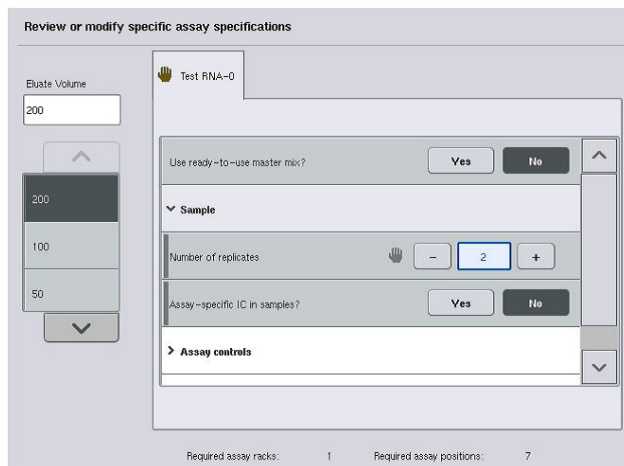 Review or modify specific assay specifications
Eluate Volume
200
200
100
50
Test RNA-0
Use ready-to-use master mix?
Yes
No
Sample
Number of replicates
-
2
+
Assay-specific IC in samples?
Yes
No
Assay controls
Required assay racks: 1 Required assay positions: 7